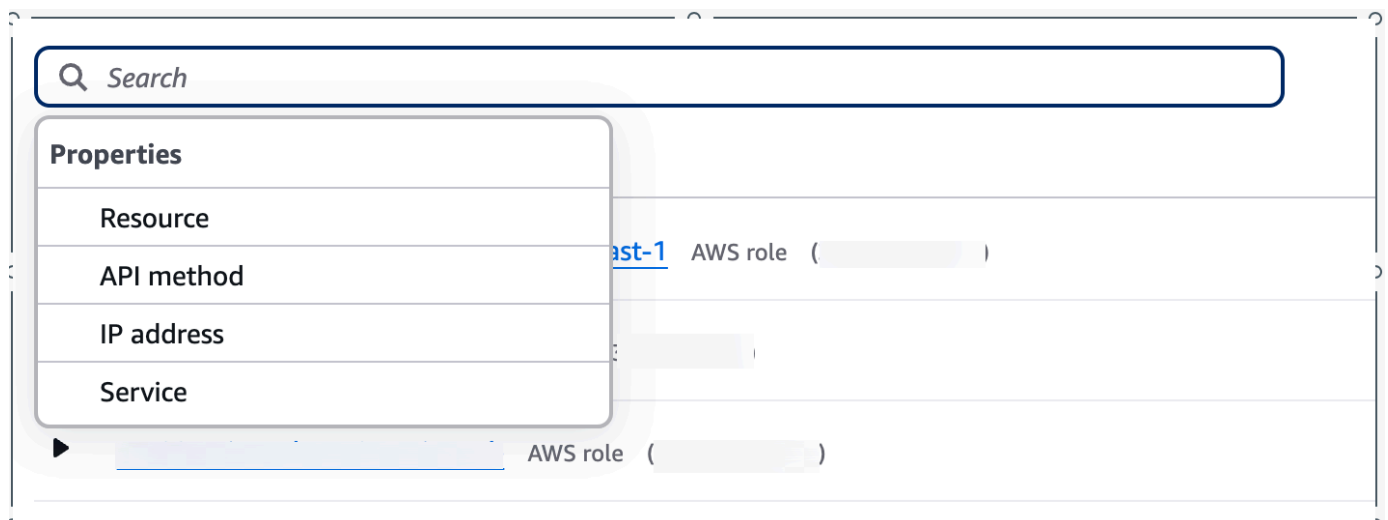 Search
Properties
Resource
ast-1 AWS role ( )
API method
IP address
Service
AWS role ( )